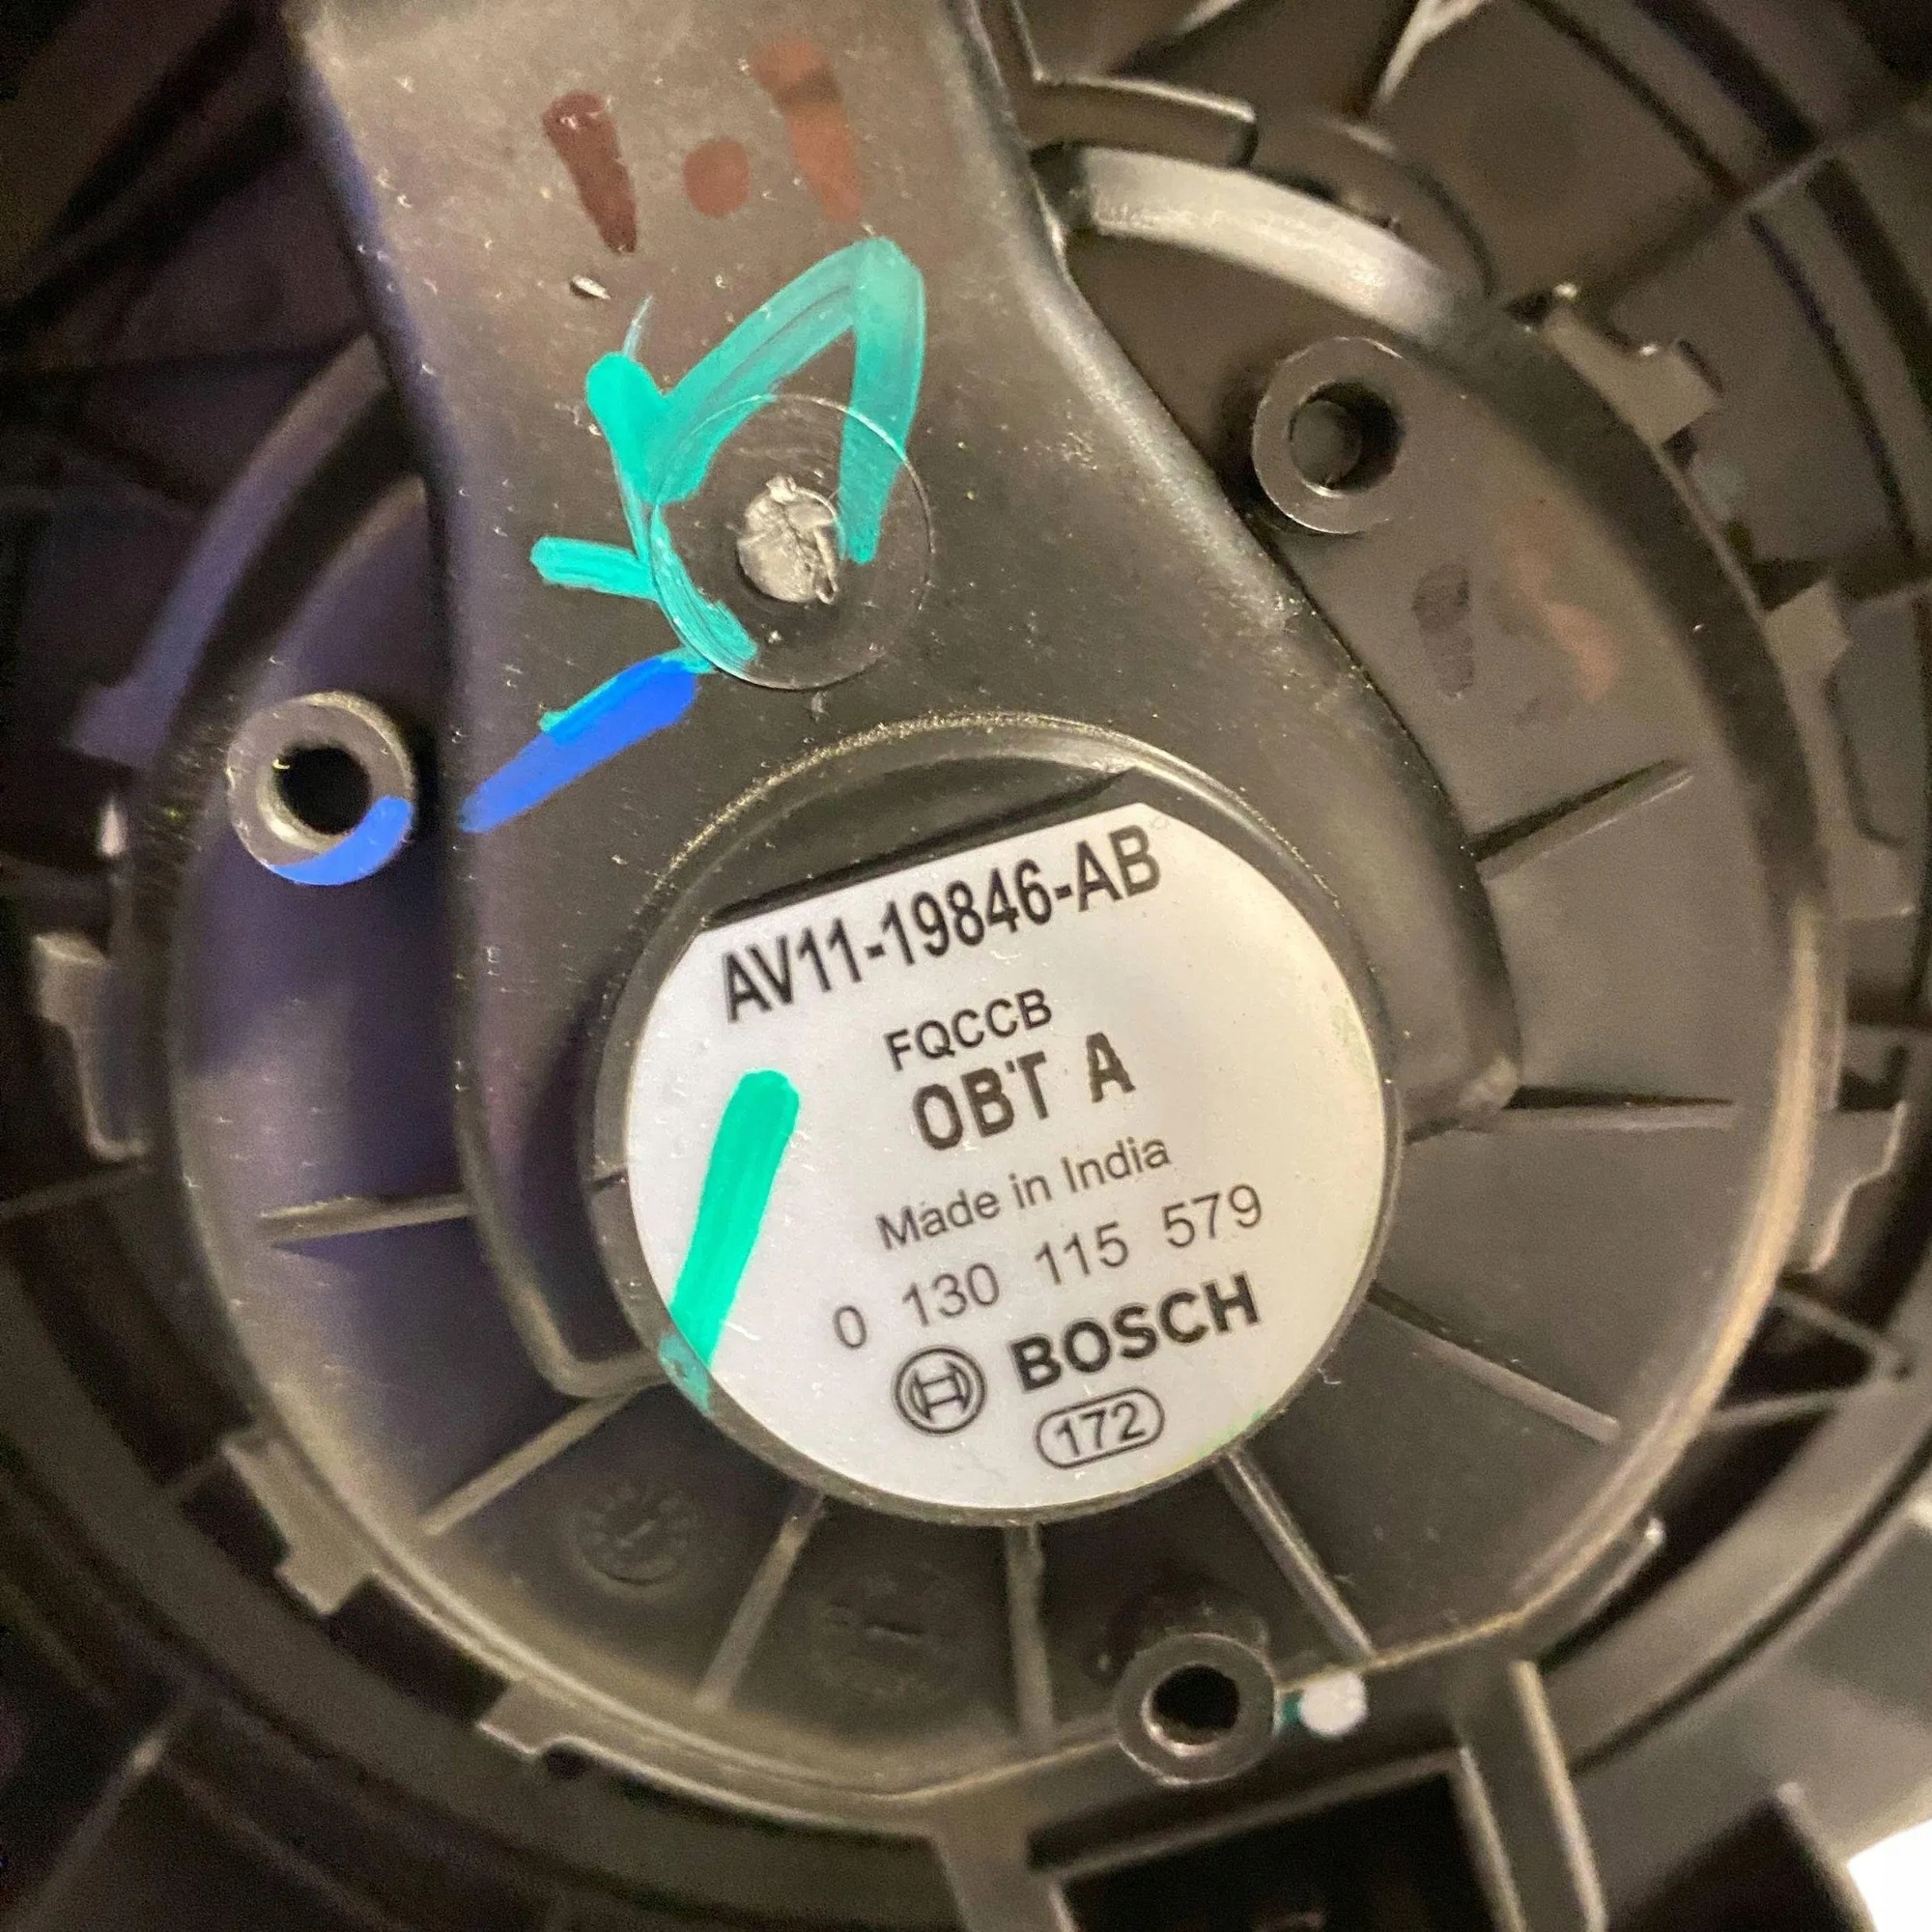 AV11-19846-AB
FQCCB
OBT A
Made in India
0 130 115 579
BOSCH
172